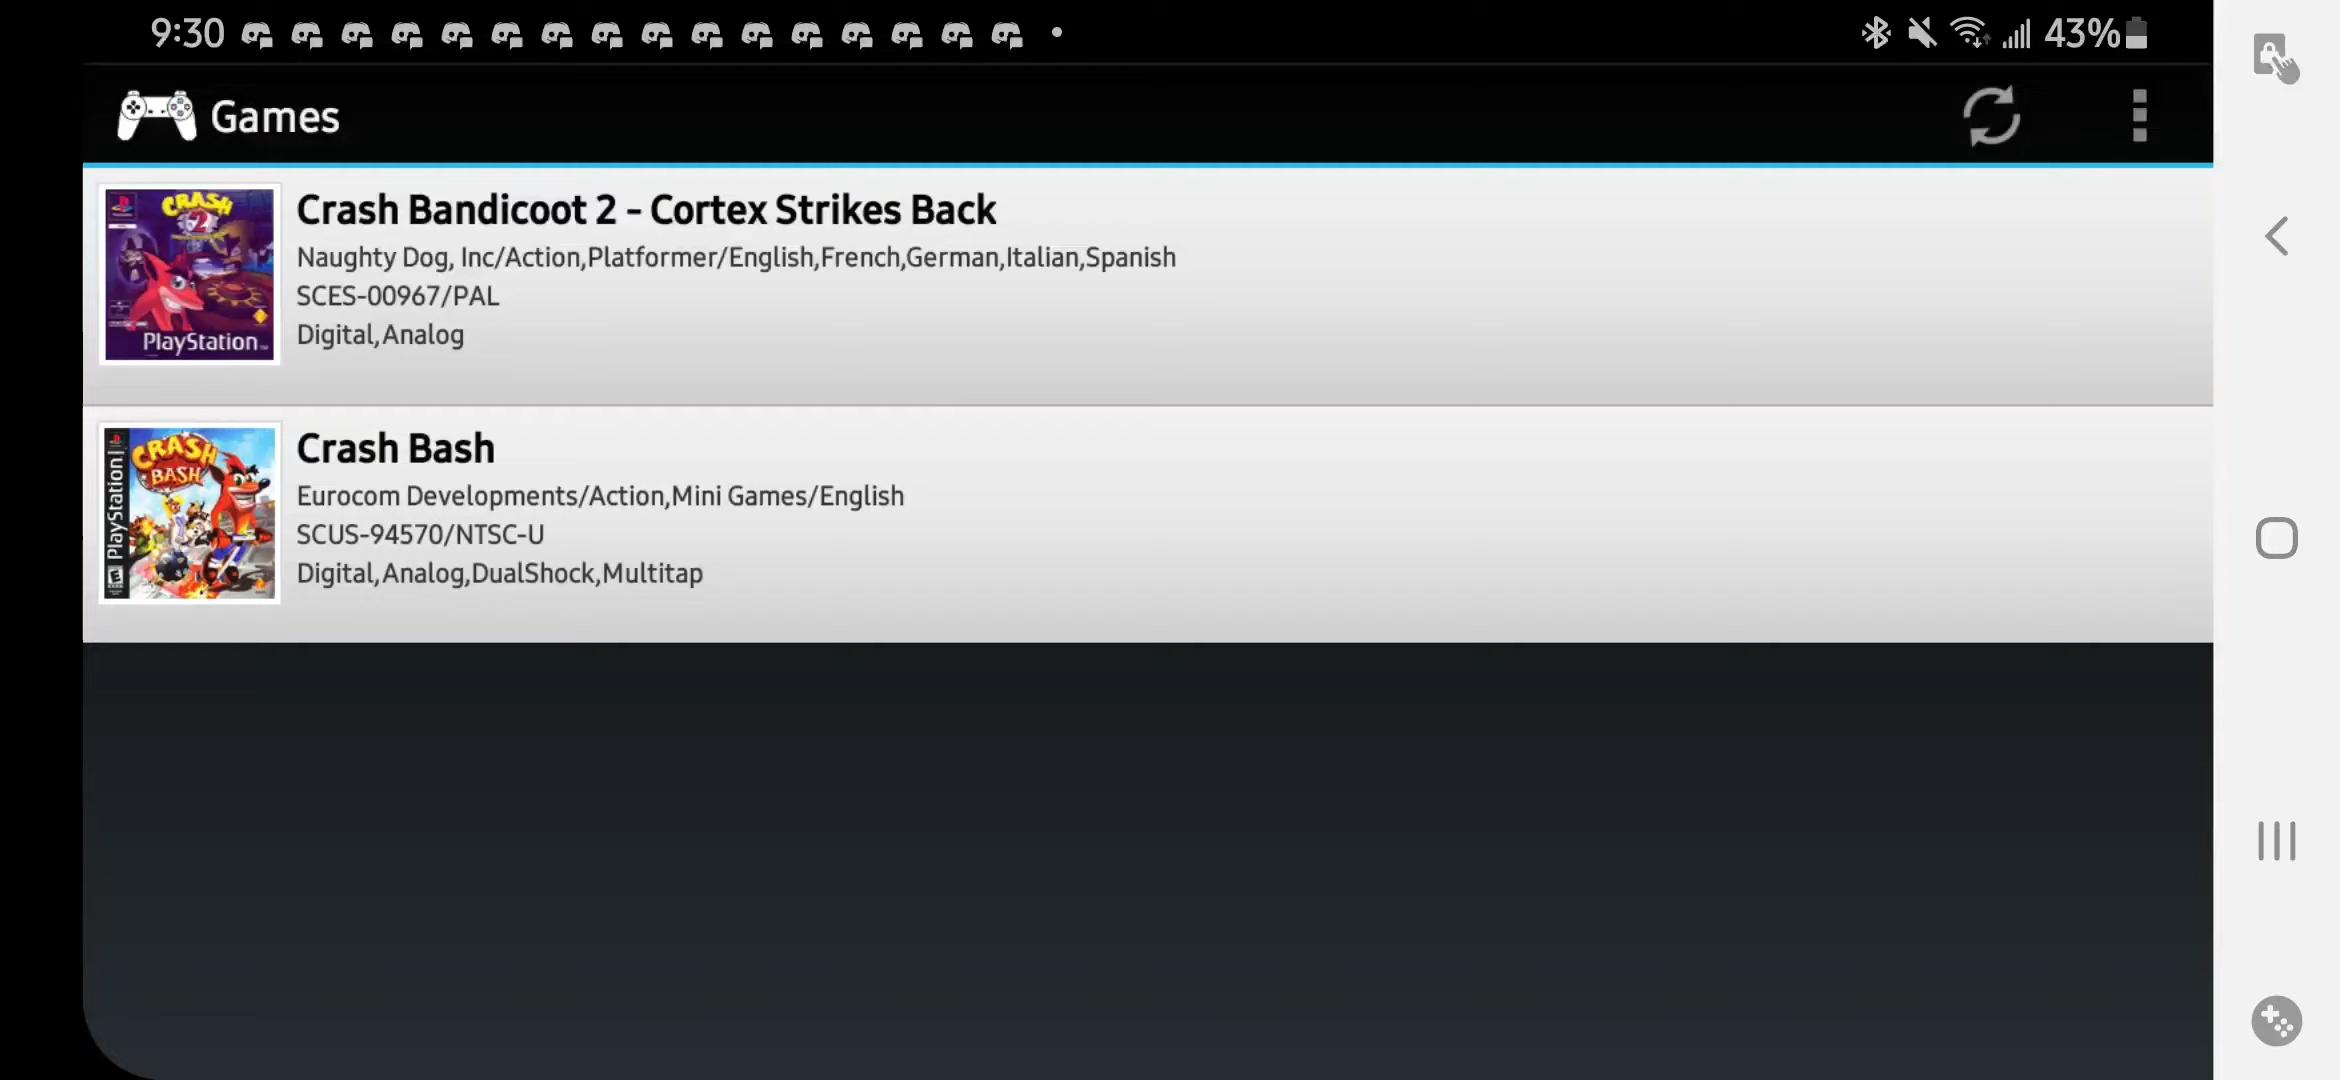 9:30
43%
Games
CRASH
2
PlayStation
Crash Bandicoot 2 - Cortex Strikes Back
Naughty Dog, Inc/Action,Platformer/English,French,German,Italian,Spanish
SCES-00967/PAL
Digital,Analog
PlayStation
CRASH
BASH
E
Crash Bash
Eurocom Developments/Action,Mini Games/English
SCUS-94570/NTSC-U
Digital,Analog,DualShock,Multitap